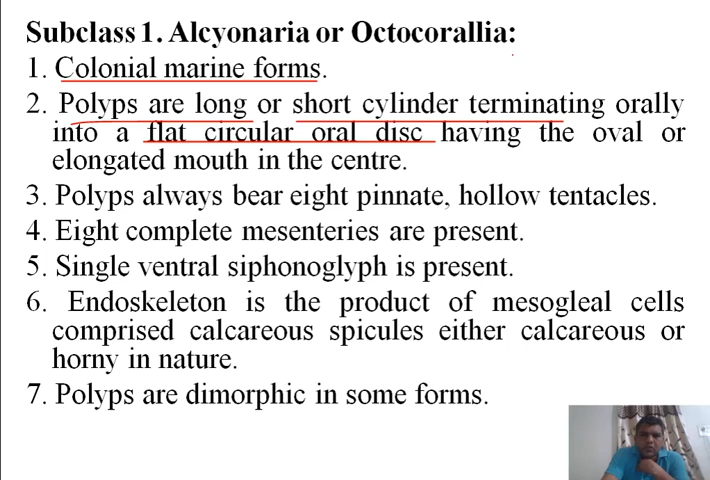 Subclass 1. Alcyonaria or Octocorallia:
1. Colonial marine forms.
2. Polyps are long or short cylinder terminating orally
into a flat circular oral disc having the oval or
elongated mouth in the centre.
3. Polyps always bear eight pinnate, hollow tentacles.
4. Eight complete mesenteries are present.
5. Single ventral siphonoglyph is present.
6. Endoskeleton is the product of mesogleal cells
comprised calcareous spicules either calcareous or
horny in nature.
7. Polyps are dimorphic in some forms.